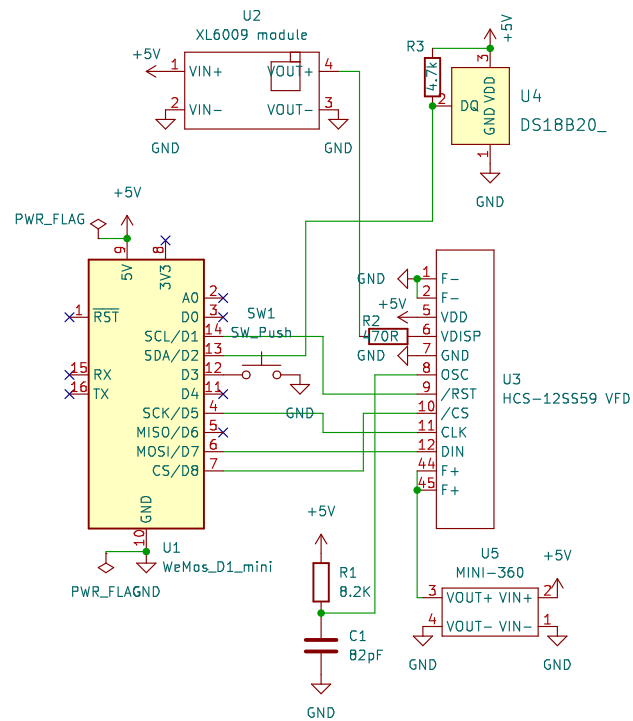 U2
XL6009 module
+5V
1 VIN+ VOUT+ 4
2 VIN- VOUT- 3
GND GND
R3
4.7k
+5V
3
2 DQ VDD
GND
1
U4
DS18B20_
GND
+5V
PWR_FLAG
9 8
5V 3V3
1 RST
A0 2
D0 3
SCL/D1 14
SDA/D2 13
15 RX D3 12
16 TX D4 11
SCK/D5 4
MISO/D6 5
MOSI/D7 6
CS/D8 7
GND
10
U1
WeMos_D1_mini
PWR_FLAG
GND
SW1
SW_Push
GND
GND
+5V
R2
470R
GND
1 F-
2 F-
5 VDD
6 VDISP
7 GND
8 OSC
9 /RST
10 /CS
11 CLK
12 DIN
44 F+
45 F+
U3
HCS-12SS59 VFD
+5V
R1
8.2K
C1
82pF
GND
U5
MINI-360
+5V
3 VOUT+ VIN+ 2
4 VOUT- VIN- 1
GND GND